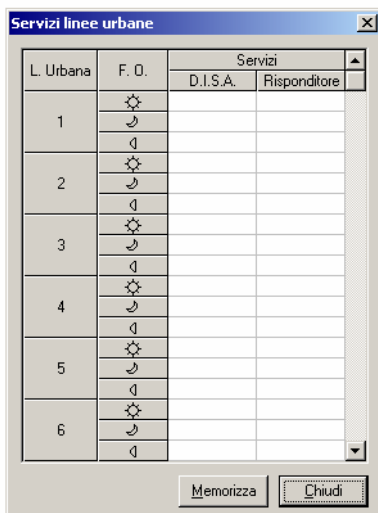 Servizi linee urbane
L. Urbana F. O. Servizi
D.I.S.A. Risponditore
1
2
3
4
5
6
Memorizza Chiudi